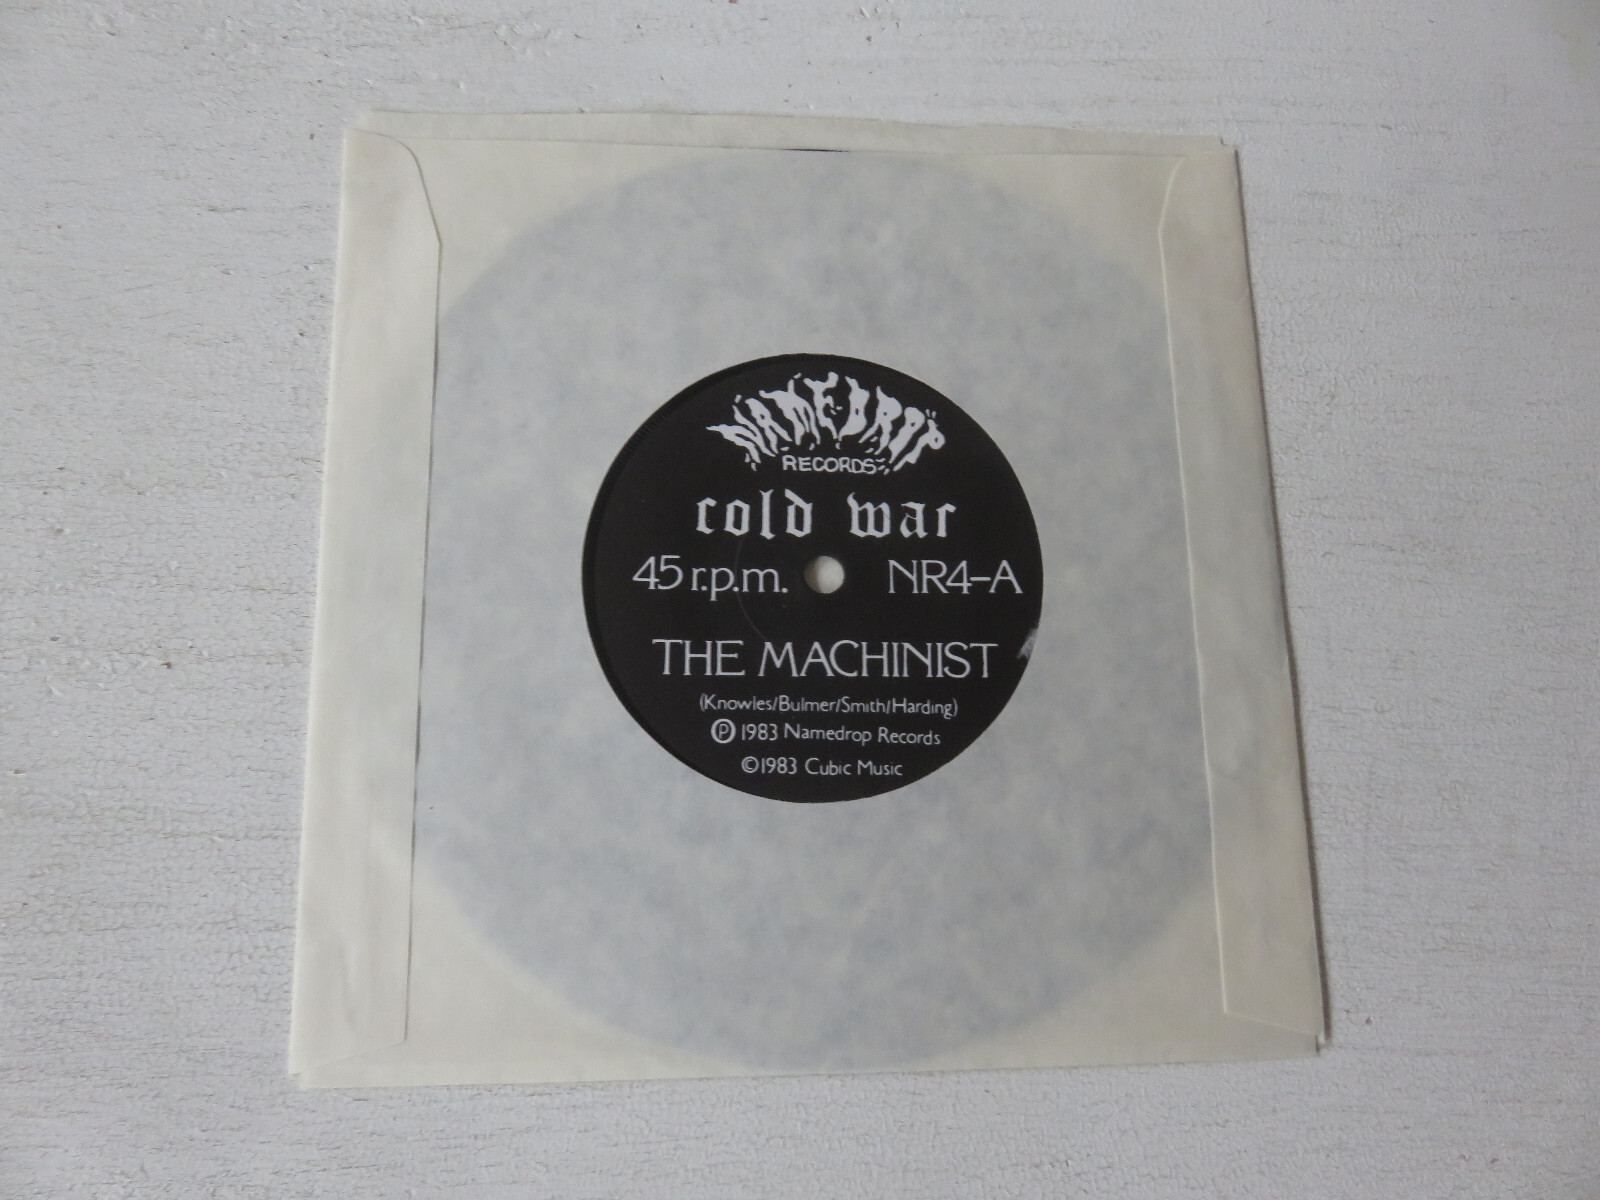 NAMEDROP
RECORDS
cold war
45 r.p.m. NR4-A
THE MACHINIST
(Knowles/Bulmer/Smith/Harding)
Ⓟ 1983 Namedrop Records
©1983 Cubic Music